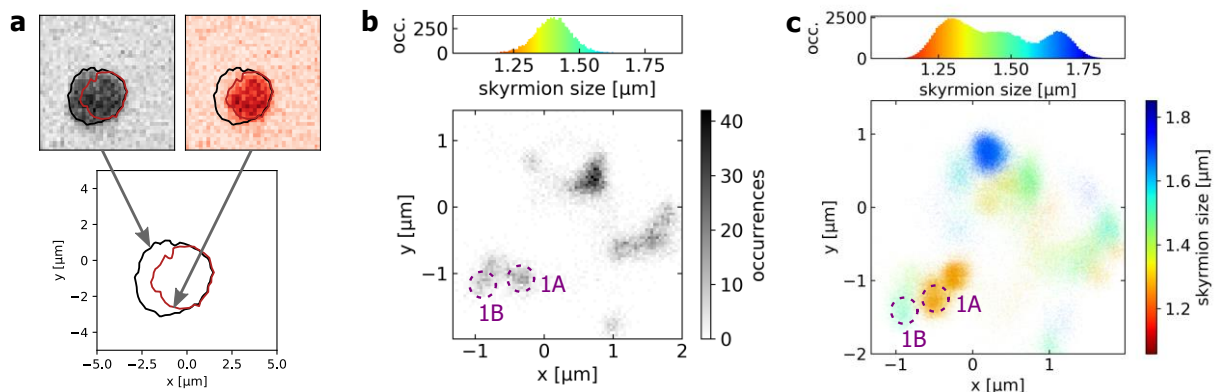 a
4
2
0
−2
−4
y [µm]
−5.0
−2.5
0.0
2.5
5.0
x [µm]
b
occ.
250
0
1.25
1.50
1.75
skyrmion size [µm]
1
0
−1
y [µm]
1A
1B
−1
0
1
2
x [µm]
40
30
20
10
0
occurrences
c
occ.
2500
0
1.25
1.50
1.75
skyrmion size [µm]
1
0
−1
−2
y [µm]
1A
1B
−1
0
1
x [µm]
1.8
1.6
1.4
1.2
skyrmion size [µm]